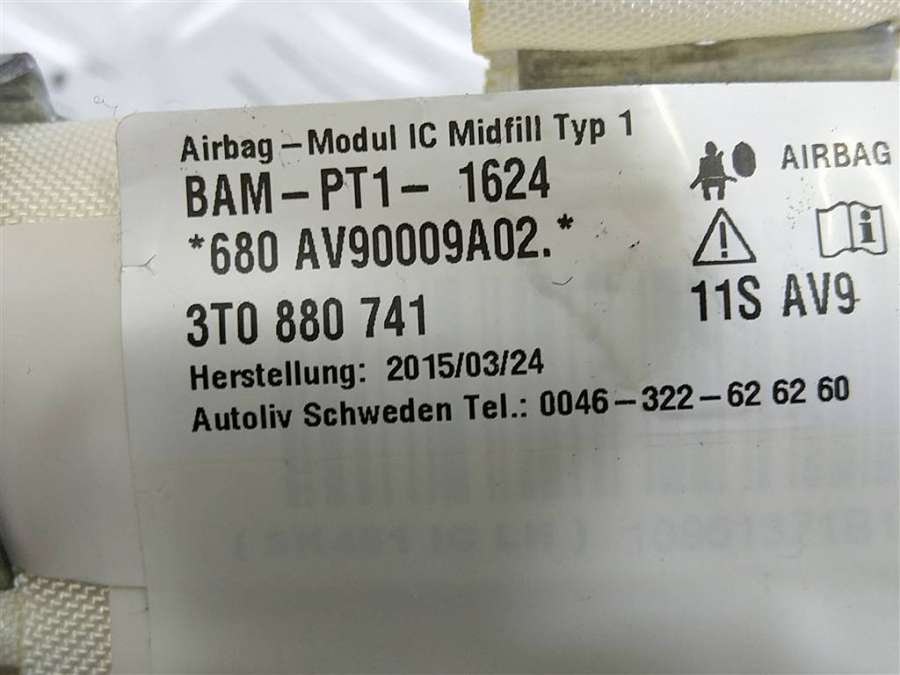 Airbag – Modul IC Midfill Typ 1
BAM – PT1 – 1624
*680 AV90009A02.*
3T0 880 741
Herstellung: 2015/03/24
Autoliv Schweden Tel.: 0046 – 322 – 62 62 60
AIRBAG
11S AV9